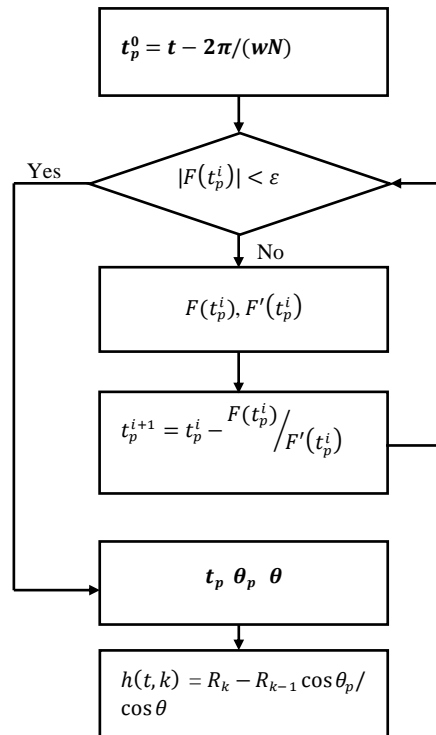 t_p^0 = t − 2π/(wN)
Yes
|F(t_p^i)| < ε
No
F(t_p^i), F′(t_p^i)
t_p^{i+1} = t_p^i − F(t_p^i)/F′(t_p^i)
t_p θ_p θ
h(t, k) = R_k − R_{k−1} cos θ_p /
cos θ